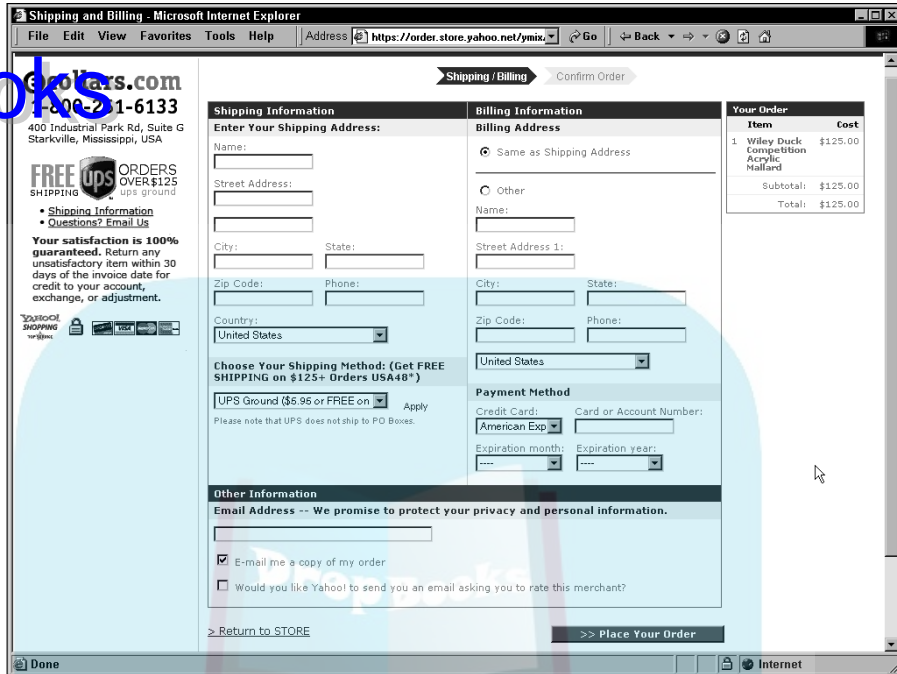 Shipping and Billing - Microsoft Internet Explorer
File Edit View Favorites Tools Help Address https://order.store.yahoo.net/ymix. Go Back
collars.com
1-800-261-6133
400 Industrial Park Rd, Suite G
Starkville, Mississippi, USA
FREE SHIPPING ups ORDERS OVER $125 ups ground
• Shipping Information
• Questions? Email Us
Your satisfaction is 100%
guaranteed. Return any
unsatisfactory item within 30
days of the invoice date for
credit to your account,
exchange, or adjustment.
YAHOO!
SHOPPING
VISA
Shipping / Billing Confirm Order
Shipping Information
Enter Your Shipping Address:
Name:
Street Address:
City: State:
Zip Code: Phone:
Country:
United States
Choose Your Shipping Method: (Get FREE
SHIPPING on $125+ Orders USA48*)
UPS Ground ($5.95 or FREE on Apply
Please note that UPS does not ship to PO Boxes.
Billing Information
Billing Address
Same as Shipping Address
Other
Name:
Street Address 1:
City: State:
Zip Code: Phone:
United States
Payment Method
Credit Card: Card or Account Number:
American Exp
Expiration month: Expiration year:
---- ----
Your Order
Item Cost
1 Wiley Duck $125.00
Competition
Acrylic
Mallard
Subtotal: $125.00
Total: $125.00
Other Information
Email Address -- We promise to protect your privacy and personal information.
E-mail me a copy of my order
Would you like Yahoo! to send you an email asking you to rate this merchant?
> Return to STORE
>> Place Your Order
Done Internet
oks
DropBooks